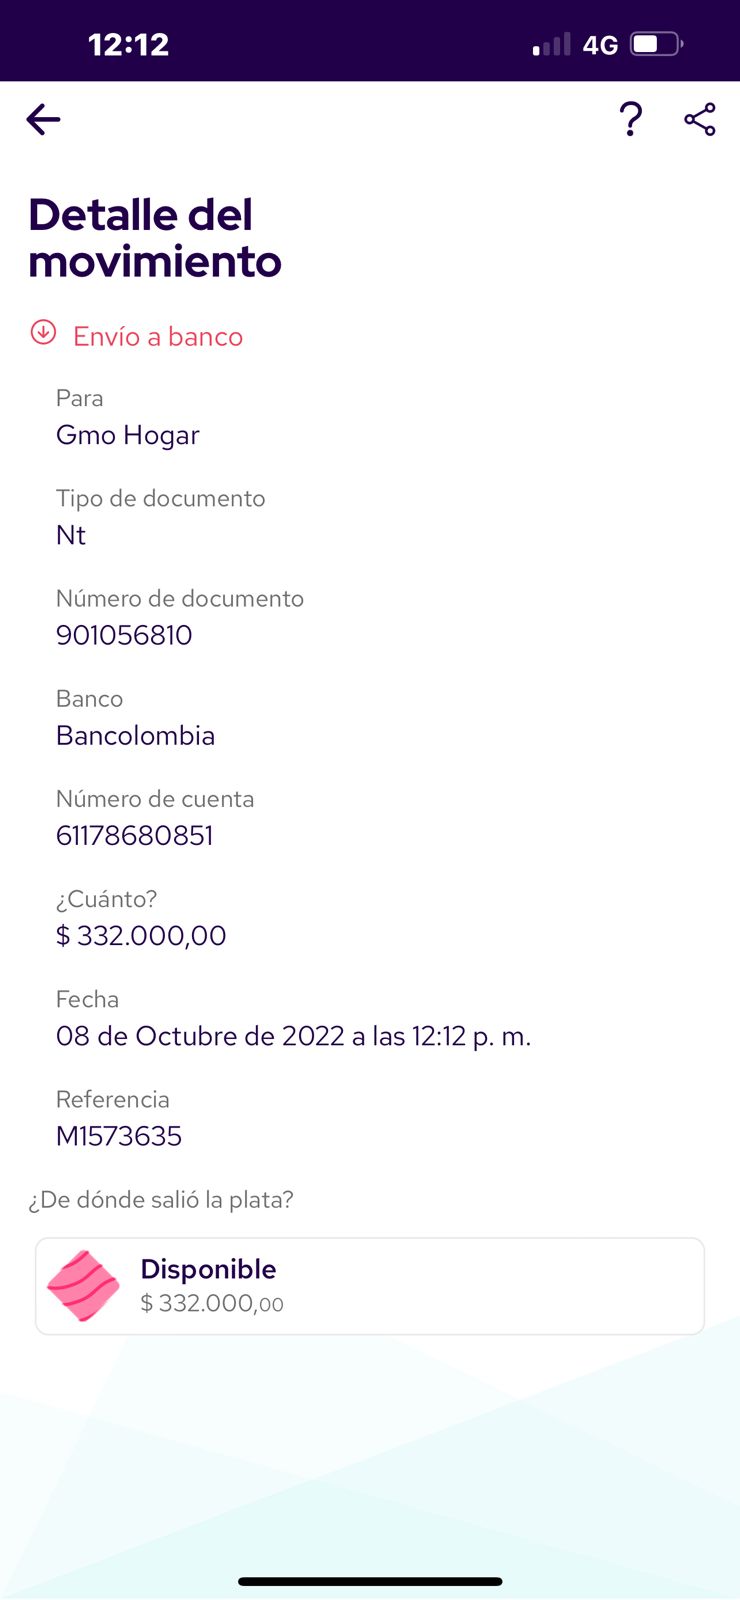 12:12
4G
?
Detalle del
movimiento
Envío a banco
Para
Gmo Hogar
Tipo de documento
Nt
Número de documento
901056810
Banco
Bancolombia
Número de cuenta
61178680851
¿Cuánto?
$ 332.000,00
Fecha
08 de Octubre de 2022 a las 12:12 p. m.
Referencia
M1573635
¿De dónde salió la plata?
Disponible
$ 332.000,00